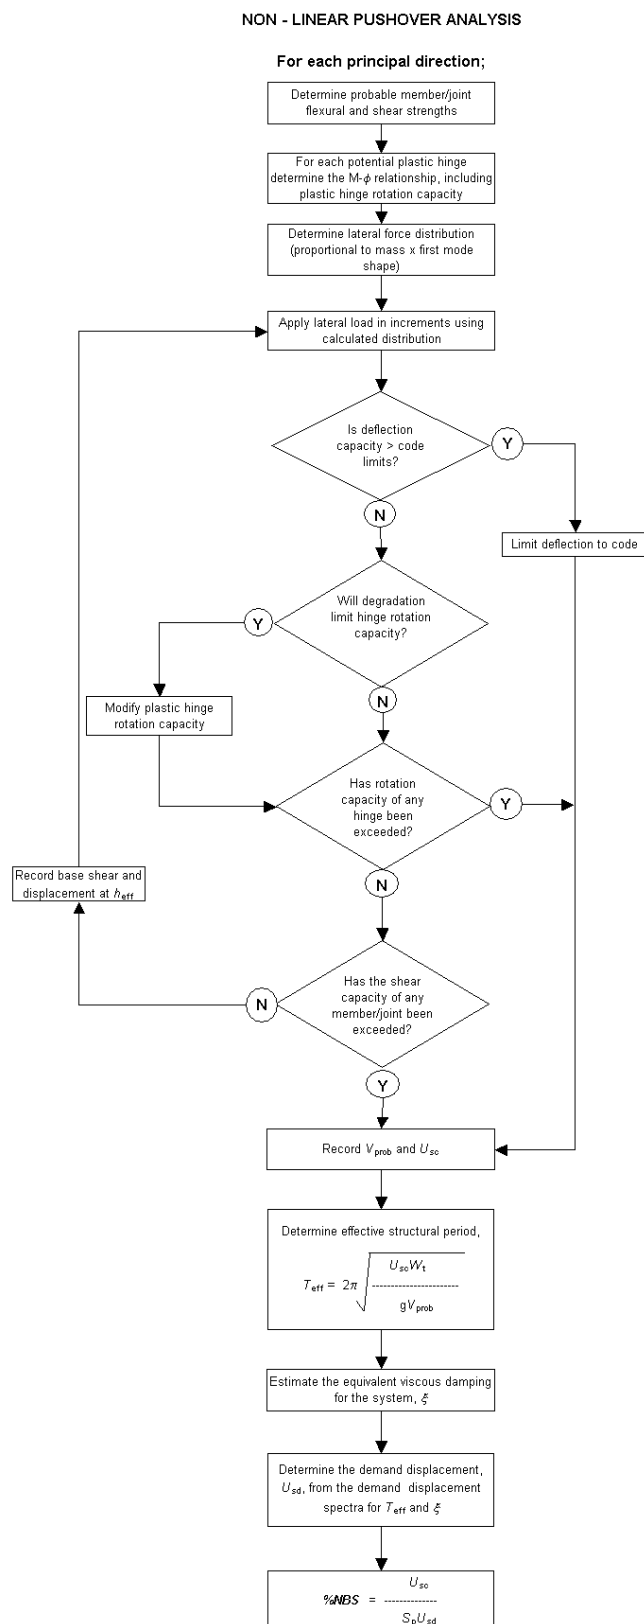 NON - LINEAR PUSHOVER ANALYSIS
For each principal direction;
Determine probable member/joint
flexural and shear strengths
For each potential plastic hinge
determine the M-ϕ relationship, including
plastic hinge rotation capacity
Determine lateral force distribution
(proportional to mass x first mode
shape)
Apply lateral load in increments using
calculated distribution
Is deflection
capacity > code
limits?
Y
N
Limit deflection to code
Will degradation
limit hinge rotation
capacity?
Y
N
Modify plastic hinge
rotation capacity
Has rotation
capacity of any
hinge been
exceeded?
Y
N
Record base shear and
displacement at heff
Has the shear
capacity of any
member/joint been
exceeded?
N
Y
Record Vprob and Usc
Determine effective structural period,
Teff = 2π√
UscWt
-----------------------
gVprob
Estimate the equivalent viscous damping
for the system, ξ
Determine the demand displacement,
Usd, from the demand displacement
spectra for Teff and ξ
%NBS = Usc
--------------
SpUsd